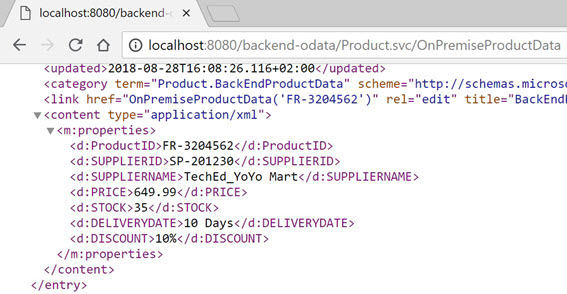 localhost:8080/backend-o
localhost:8080/backend-odata/Product.svc/OnPremiseProductData
<updated>2018-08-28T16:08:26.116+02:00</updated>
<category term="Product.BackEndProductData" scheme="http://schemas.microso
<link href="OnPremiseProductData('FR-3204562')" rel="edit" title="BackEndP
▼<content type="application/xml">
▼<m:properties>
<d:ProductID>FR-3204562</d:ProductID>
<d:SUPPLIERID>SP-201230</d:SUPPLIERID>
<d:SUPPLIERNAME>TechEd_YoYo Mart</d:SUPPLIERNAME>
<d:PRICE>649.99</d:PRICE>
<d:STOCK>35</d:STOCK>
<d:DELIVERYDATE>10 Days</d:DELIVERYDATE>
<d:DISCOUNT>10%</d:DISCOUNT>
</m:properties>
</content>
</entry>